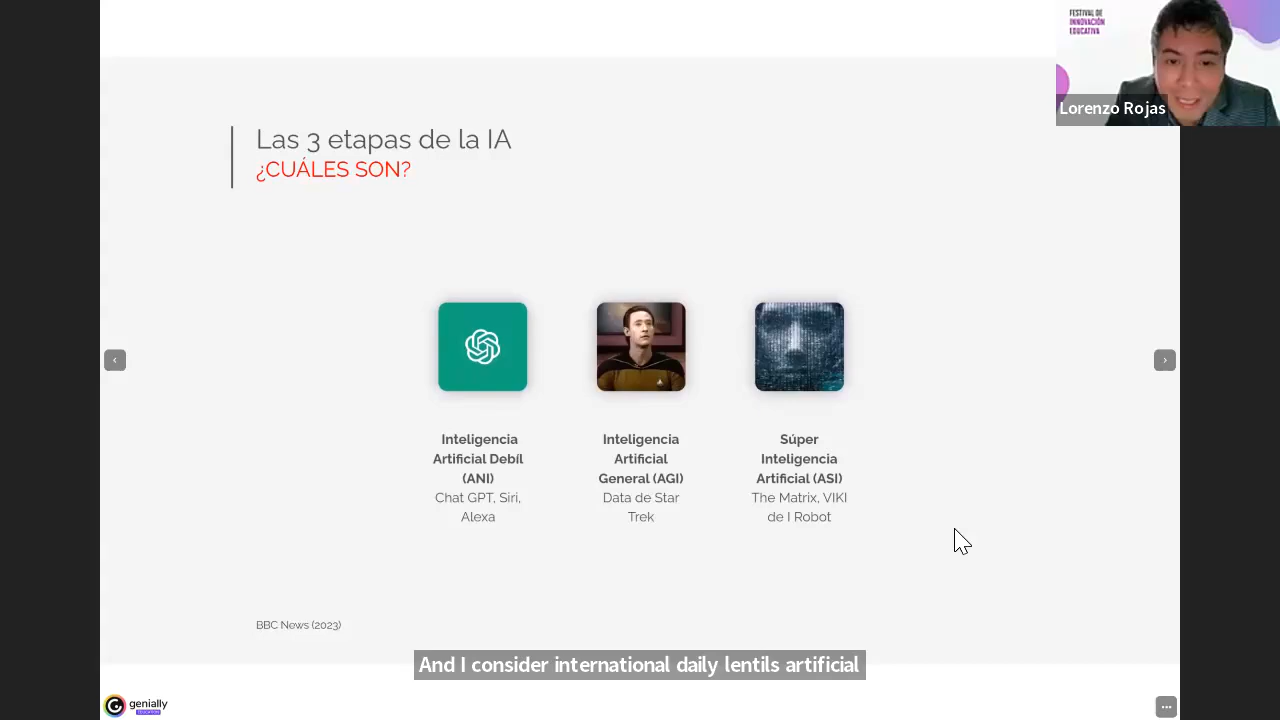 FESTIVAL DE
INNOVACIÓN
EDUCATIVA
Lorenzo Rojas
Las 3 etapas de la IA
¿CUÁLES SON?
Inteligencia
Artificial Debíl
(ANI)
Chat GPT, Siri,
Alexa
Inteligencia
Artificial
General (AGI)
Data de Star
Trek
Súper
Inteligencia
Artificial (ASI)
The Matrix, VIKI
de I Robot
BBC News (2023)
And I consider international daily lentils artificial
genially
EDUCATION